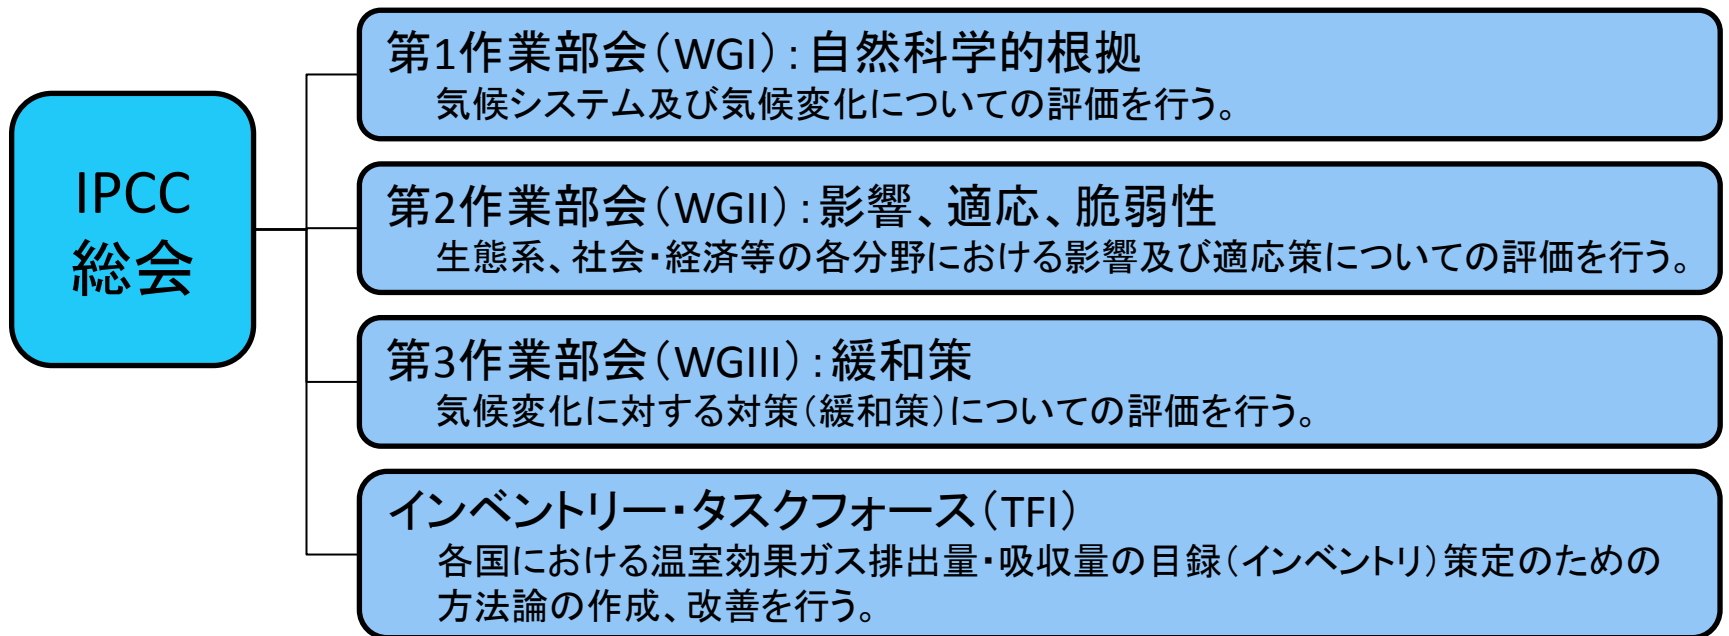 IPCC
総会
第1作業部会(WGI):自然科学的根拠
気候システム及び気候変化についての評価を行う。
第2作業部会(WGII):影響、適応、脆弱性
生態系、社会・経済等の各分野における影響及び適応策についての評価を行う。
第3作業部会(WGIII):緩和策
気候変化に対する対策(緩和策)についての評価を行う。
インベントリー・タスクフォース(TFI)
各国における温室効果ガス排出量・吸収量の目録(インベントリ)策定のための
方法論の作成、改善を行う。